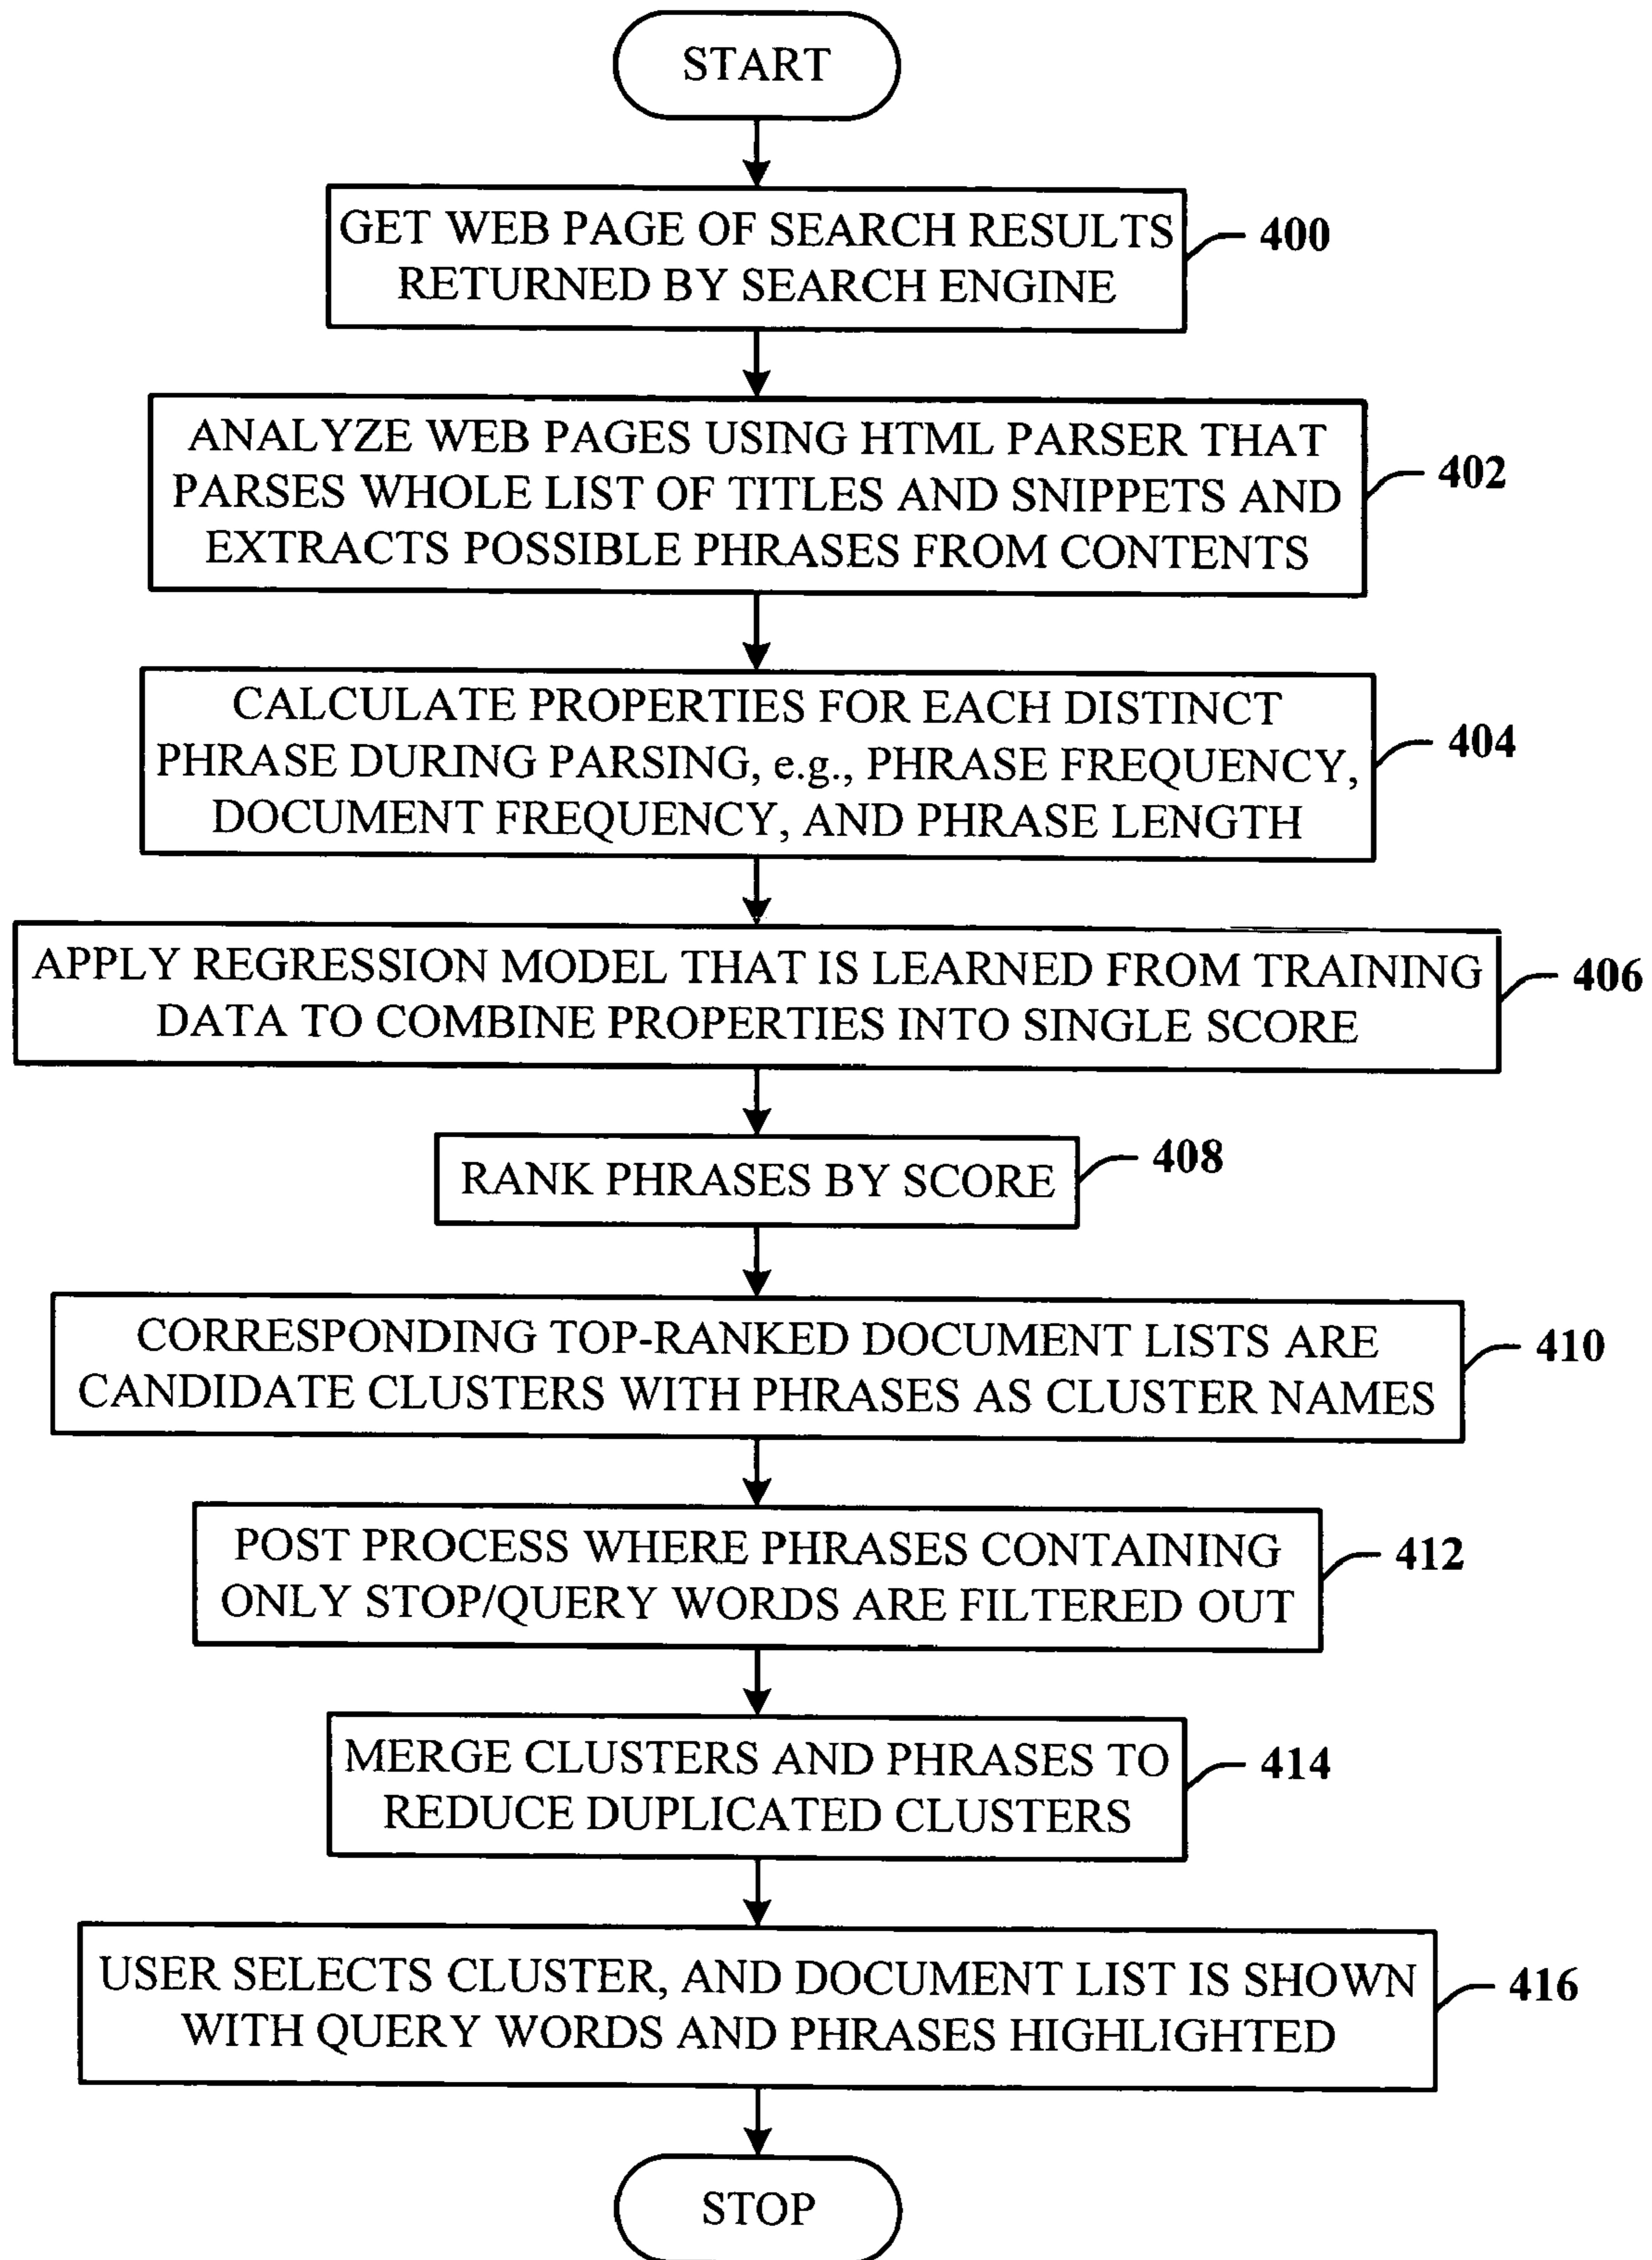 START
GET WEB PAGE OF SEARCH RESULTS
RETURNED BY SEARCH ENGINE
400
ANALYZE WEB PAGES USING HTML PARSER THAT
PARSES WHOLE LIST OF TITLES AND SNIPPETS AND
EXTRACTS POSSIBLE PHRASES FROM CONTENTS
402
CALCULATE PROPERTIES FOR EACH DISTINCT
PHRASE DURING PARSING, e.g., PHRASE FREQUENCY,
DOCUMENT FREQUENCY, AND PHRASE LENGTH
404
APPLY REGRESSION MODEL THAT IS LEARNED FROM TRAINING
DATA TO COMBINE PROPERTIES INTO SINGLE SCORE
406
RANK PHRASES BY SCORE
408
CORRESPONDING TOP-RANKED DOCUMENT LISTS ARE
CANDIDATE CLUSTERS WITH PHRASES AS CLUSTER NAMES
410
POST PROCESS WHERE PHRASES CONTAINING
ONLY STOP/QUERY WORDS ARE FILTERED OUT
412
MERGE CLUSTERS AND PHRASES TO
REDUCE DUPLICATED CLUSTERS
414
USER SELECTS CLUSTER, AND DOCUMENT LIST IS SHOWN
WITH QUERY WORDS AND PHRASES HIGHLIGHTED
416
STOP